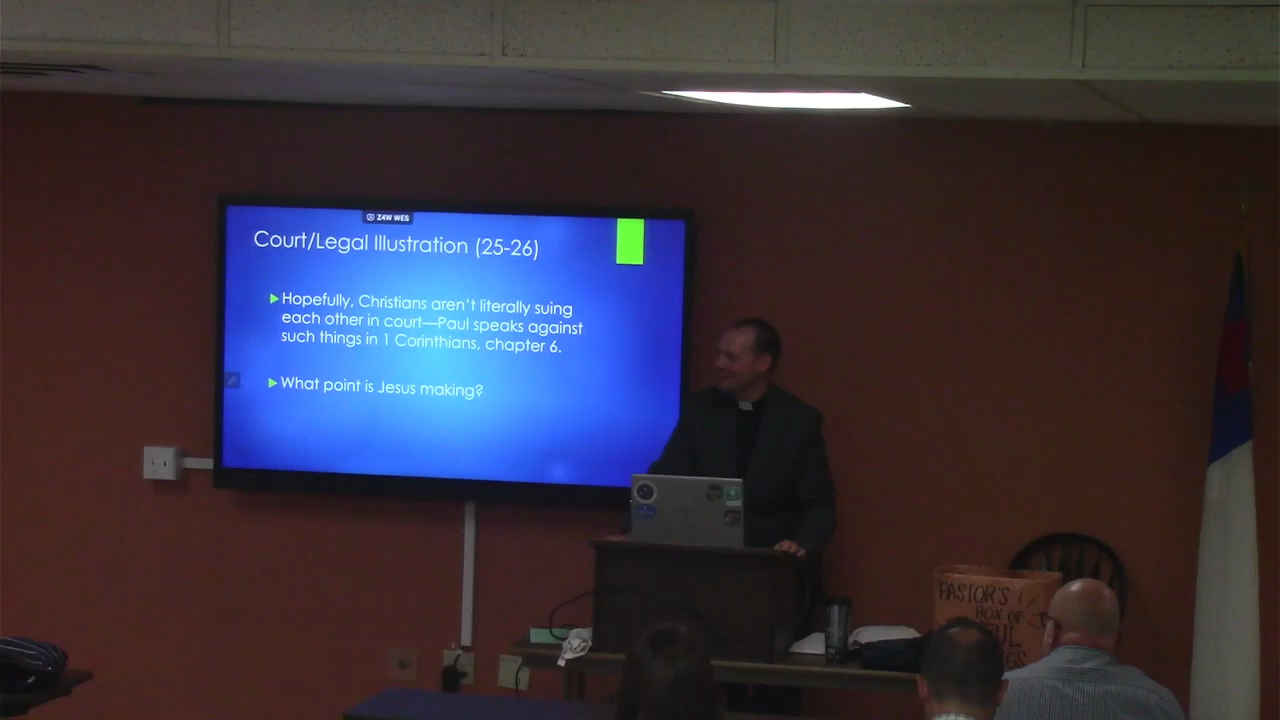 Z4W WES
Court/Legal Illustration (25-26)
Hopefully, Christians aren't literally suing
each other in court—Paul speaks against
such things in 1 Corinthians, chapter 6.
What point is Jesus making?
PASTOR'S
BOX OF